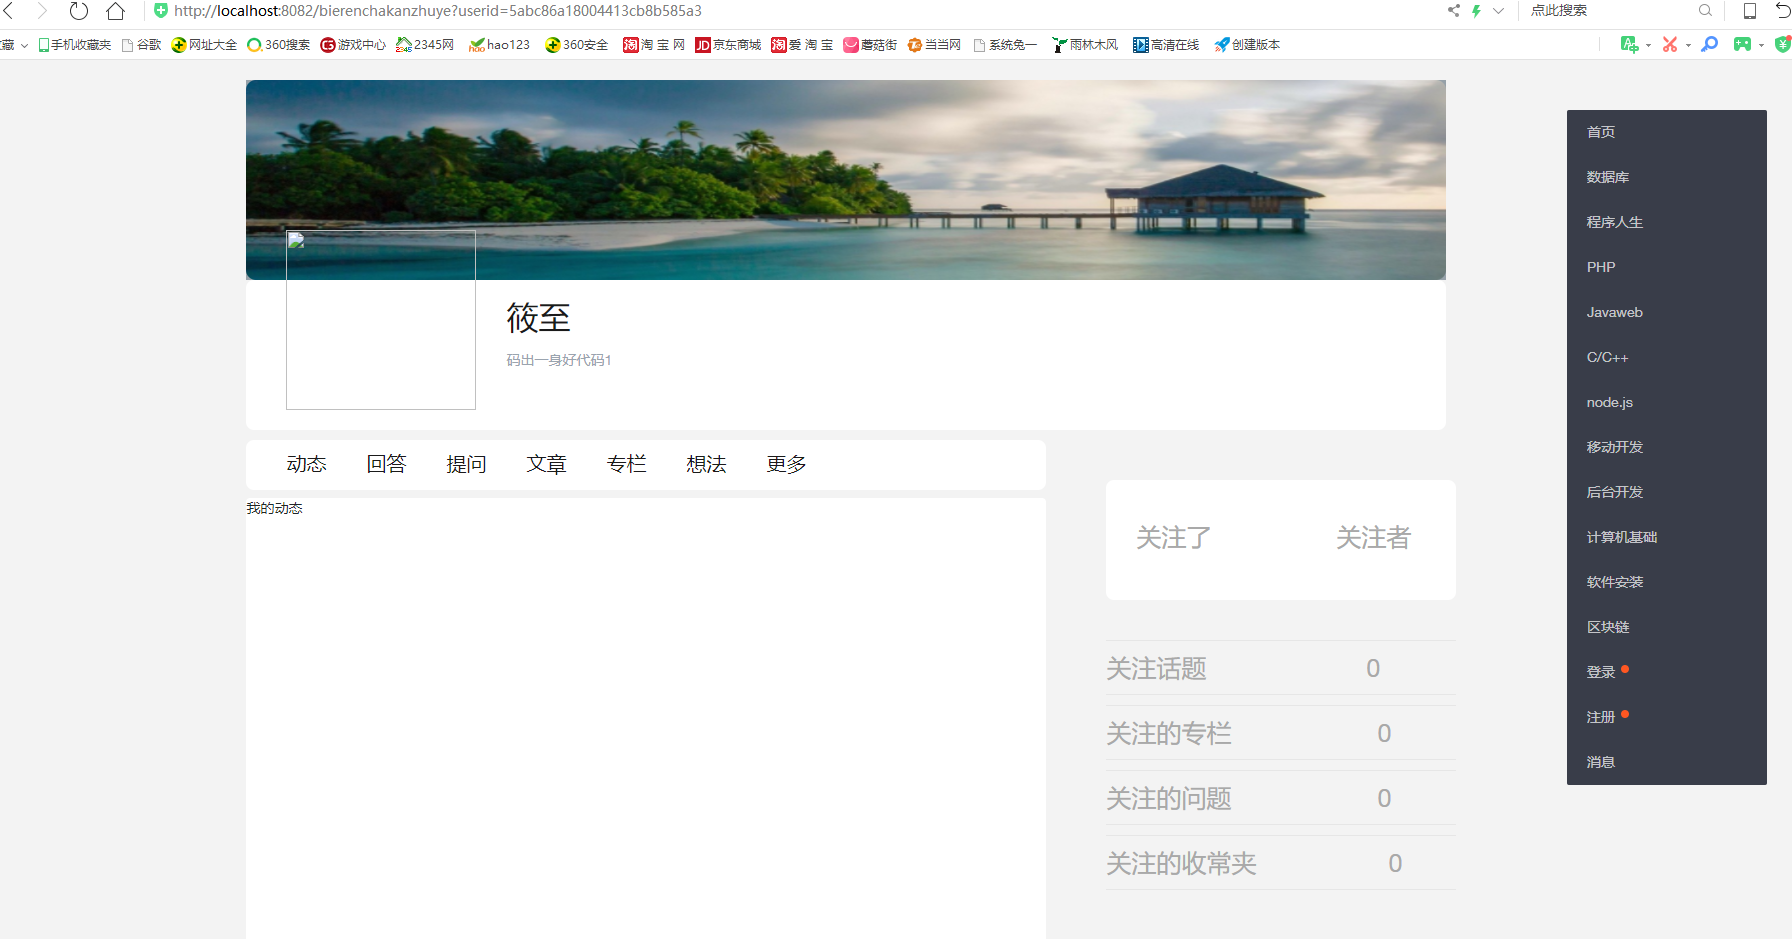 http://localhost:8082/bierenchakanzhuye?userid=5abc86a18004413cb8b585a3
点此搜索
藏 手机收藏夹 谷歌 网址大全 360搜索 游戏中心 2345网 hao123 360安全 淘 宝 网 京东商城 爱 淘 宝 蘑菇街 当当网 系统兔一 雨林木风 高清在线 创建版本
筱至
码出一身好代码1
动态 回答 提问 文章 专栏 想法 更多
我的动态
关注了 关注者
关注话题 0
关注的专栏 0
关注的问题 0
关注的收常夹 0
首页
数据库
程序人生
PHP
Javaweb
C/C++
node.js
移动开发
后台开发
计算机基础
软件安装
区块链
登录
注册
消息